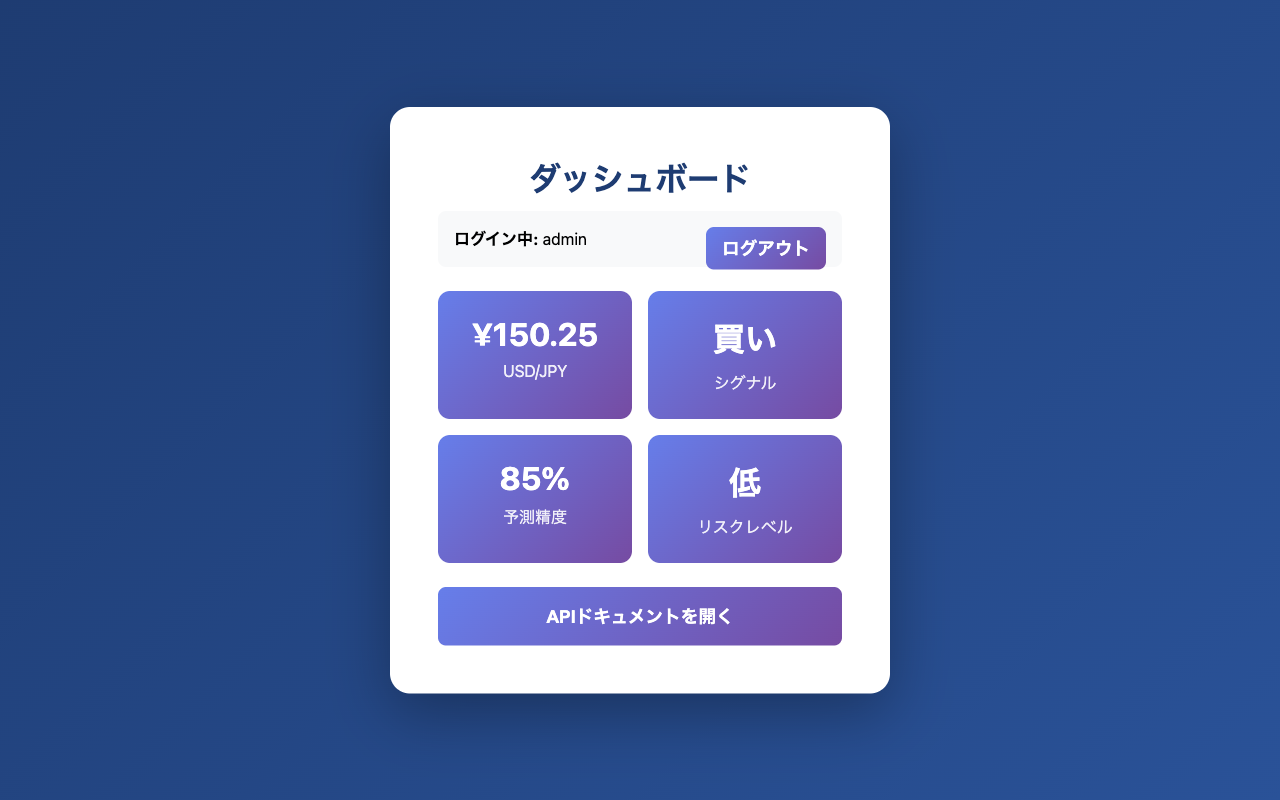 ダッシュボード
ログイン中: admin
ログアウト
¥150.25
USD/JPY
買い
シグナル
85%
予測精度
低
リスクレベル
APIドキュメントを開く